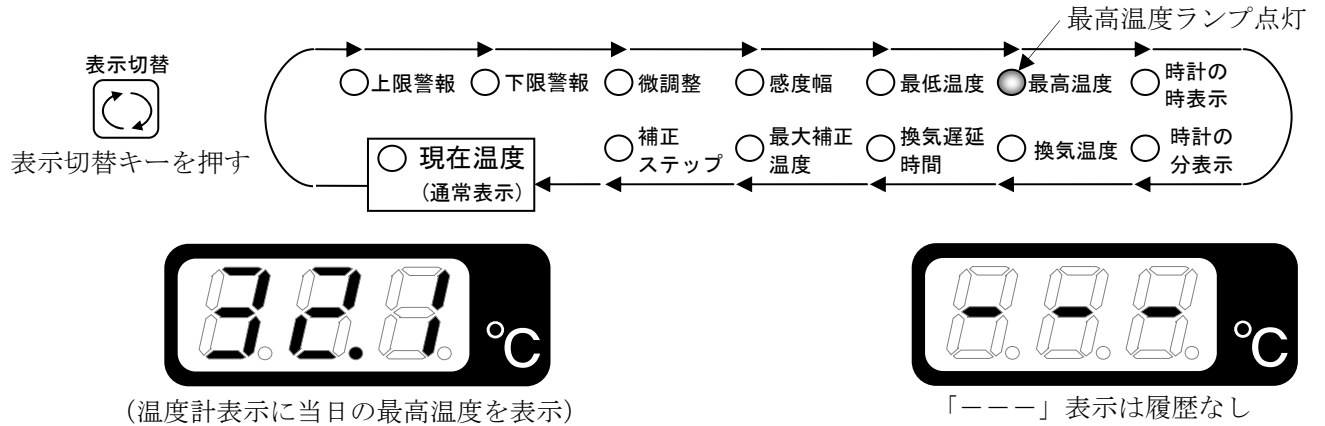 最高温度ランプ点灯
表示切替
表示切替キーを押す
上限警報
下限警報
微調整
感度幅
最低温度
最高温度
時計の
時表示
現在温度
(通常表示)
補正
ステップ
最大補正
温度
換気遅延
時間
換気温度
時計の
分表示
32.1
℃
(温度計表示に当日の最高温度を表示)
---
℃
「−−−」表示は履歴なし